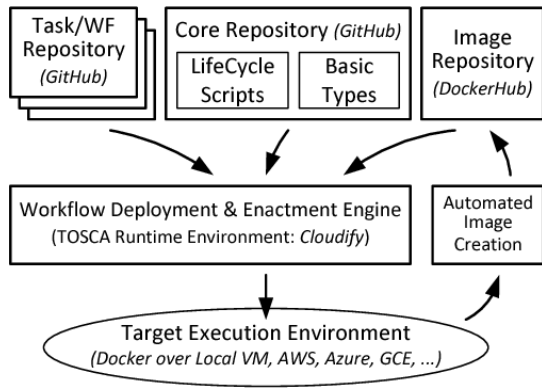 Task/WF
Repository
(GitHub)
Core Repository (GitHub)
LifeCycle
Scripts
Basic
Types
Image
Repository
(DockerHub)
Workflow Deployment & Enactment Engine
(TOSCA Runtime Environment: Cloudify)
Automated
Image
Creation
Target Execution Environment
(Docker over Local VM, AWS, Azure, GCE, ...)